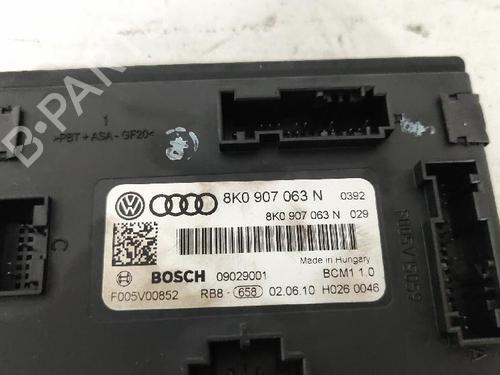 B-PARTS
1
>PBT+ASA-GF20<
C
8K0 907 063 N 0392
8K0 907 063 N 029
Made in Hungary
BOSCH 09029001 BCM1 1.0
F005V00852 RB8 - 658 02.06.10 H026 0046
A